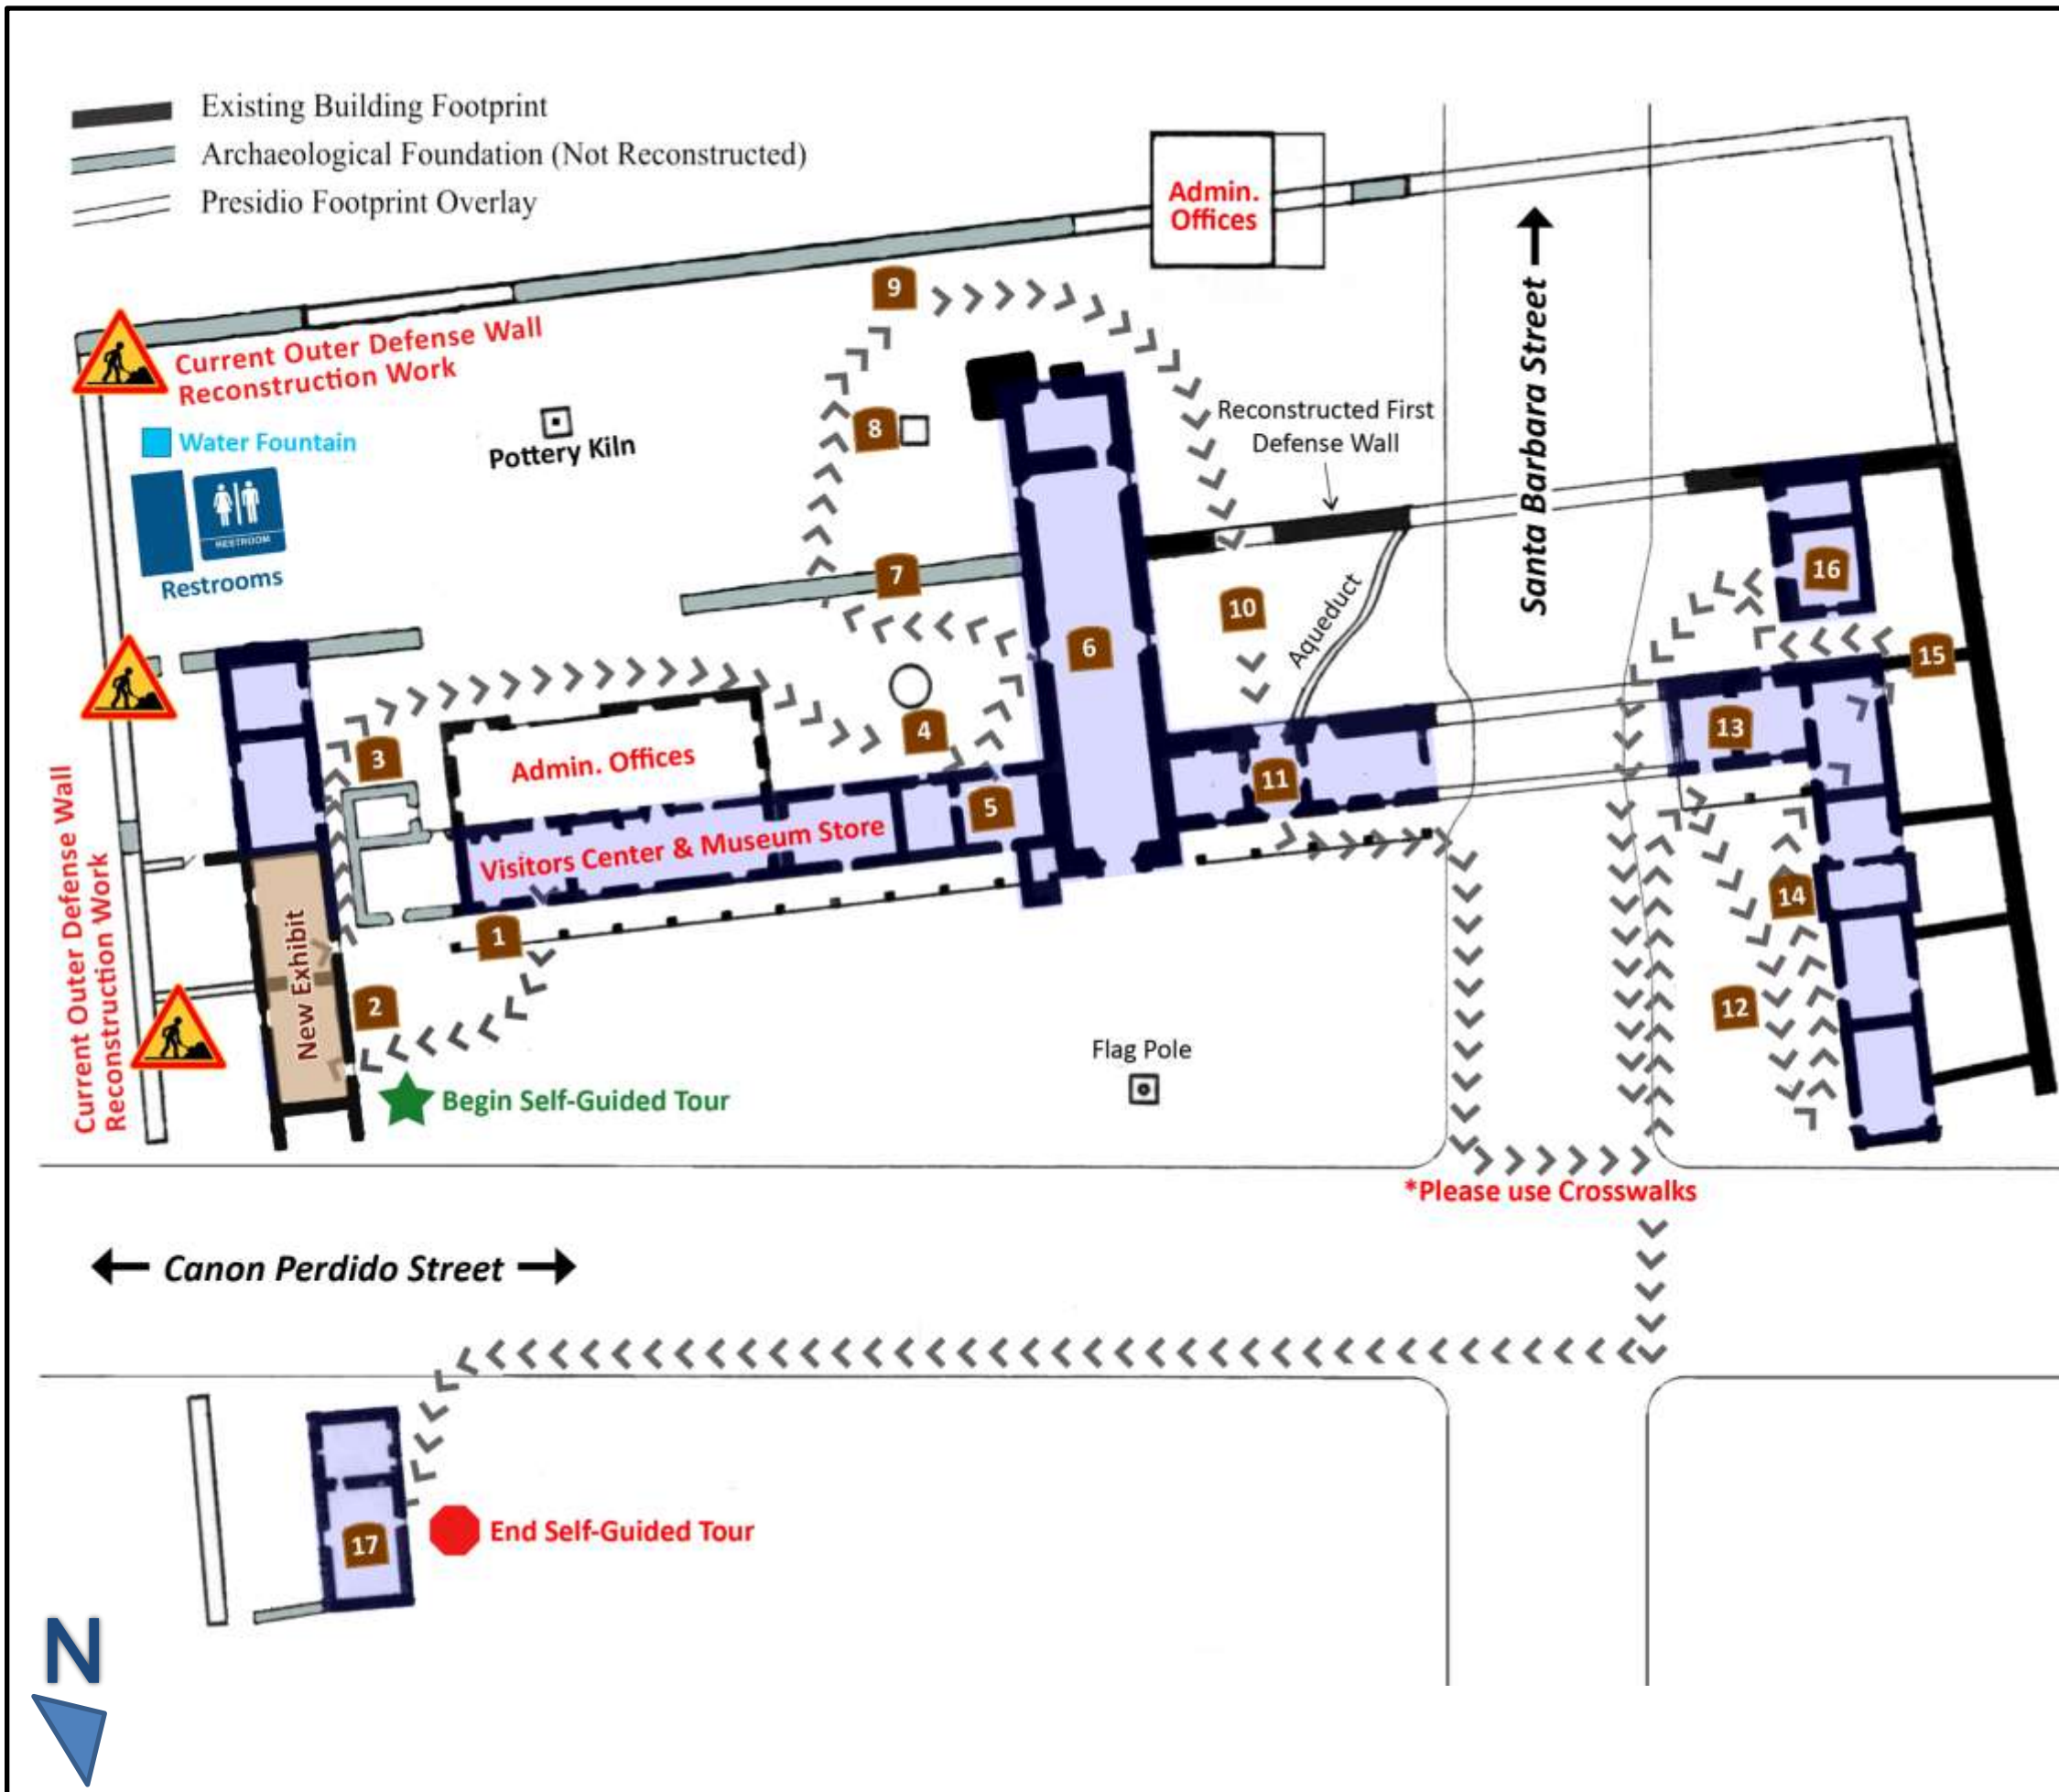 Existing Building Footprint
Archaeological Foundation (Not Reconstructed)
Presidio Footprint Overlay
Admin.
Offices
9
Current Outer Defense Wall
Reconstruction Work
Santa Barbara Street
Water Fountain
Pottery Kiln
8
Reconstructed First
Defense Wall
RESTROOM
Restrooms
7
16
10
Aqueduct
6
15
3
4
13
Admin. Offices
11
5
Visitors Center & Museum Store
Current Outer Defense Wall
Reconstruction Work
14
1
New Exhibit
2
12
Flag Pole
Begin Self-Guided Tour
*Please use Crosswalks
Canon Perdido Street
End Self-Guided Tour
17
N